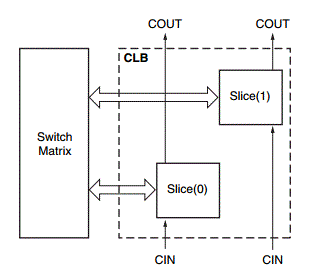 COUT COUT
CLB
Slice(1)
Switch
Matrix
Slice(0)
CIN CIN